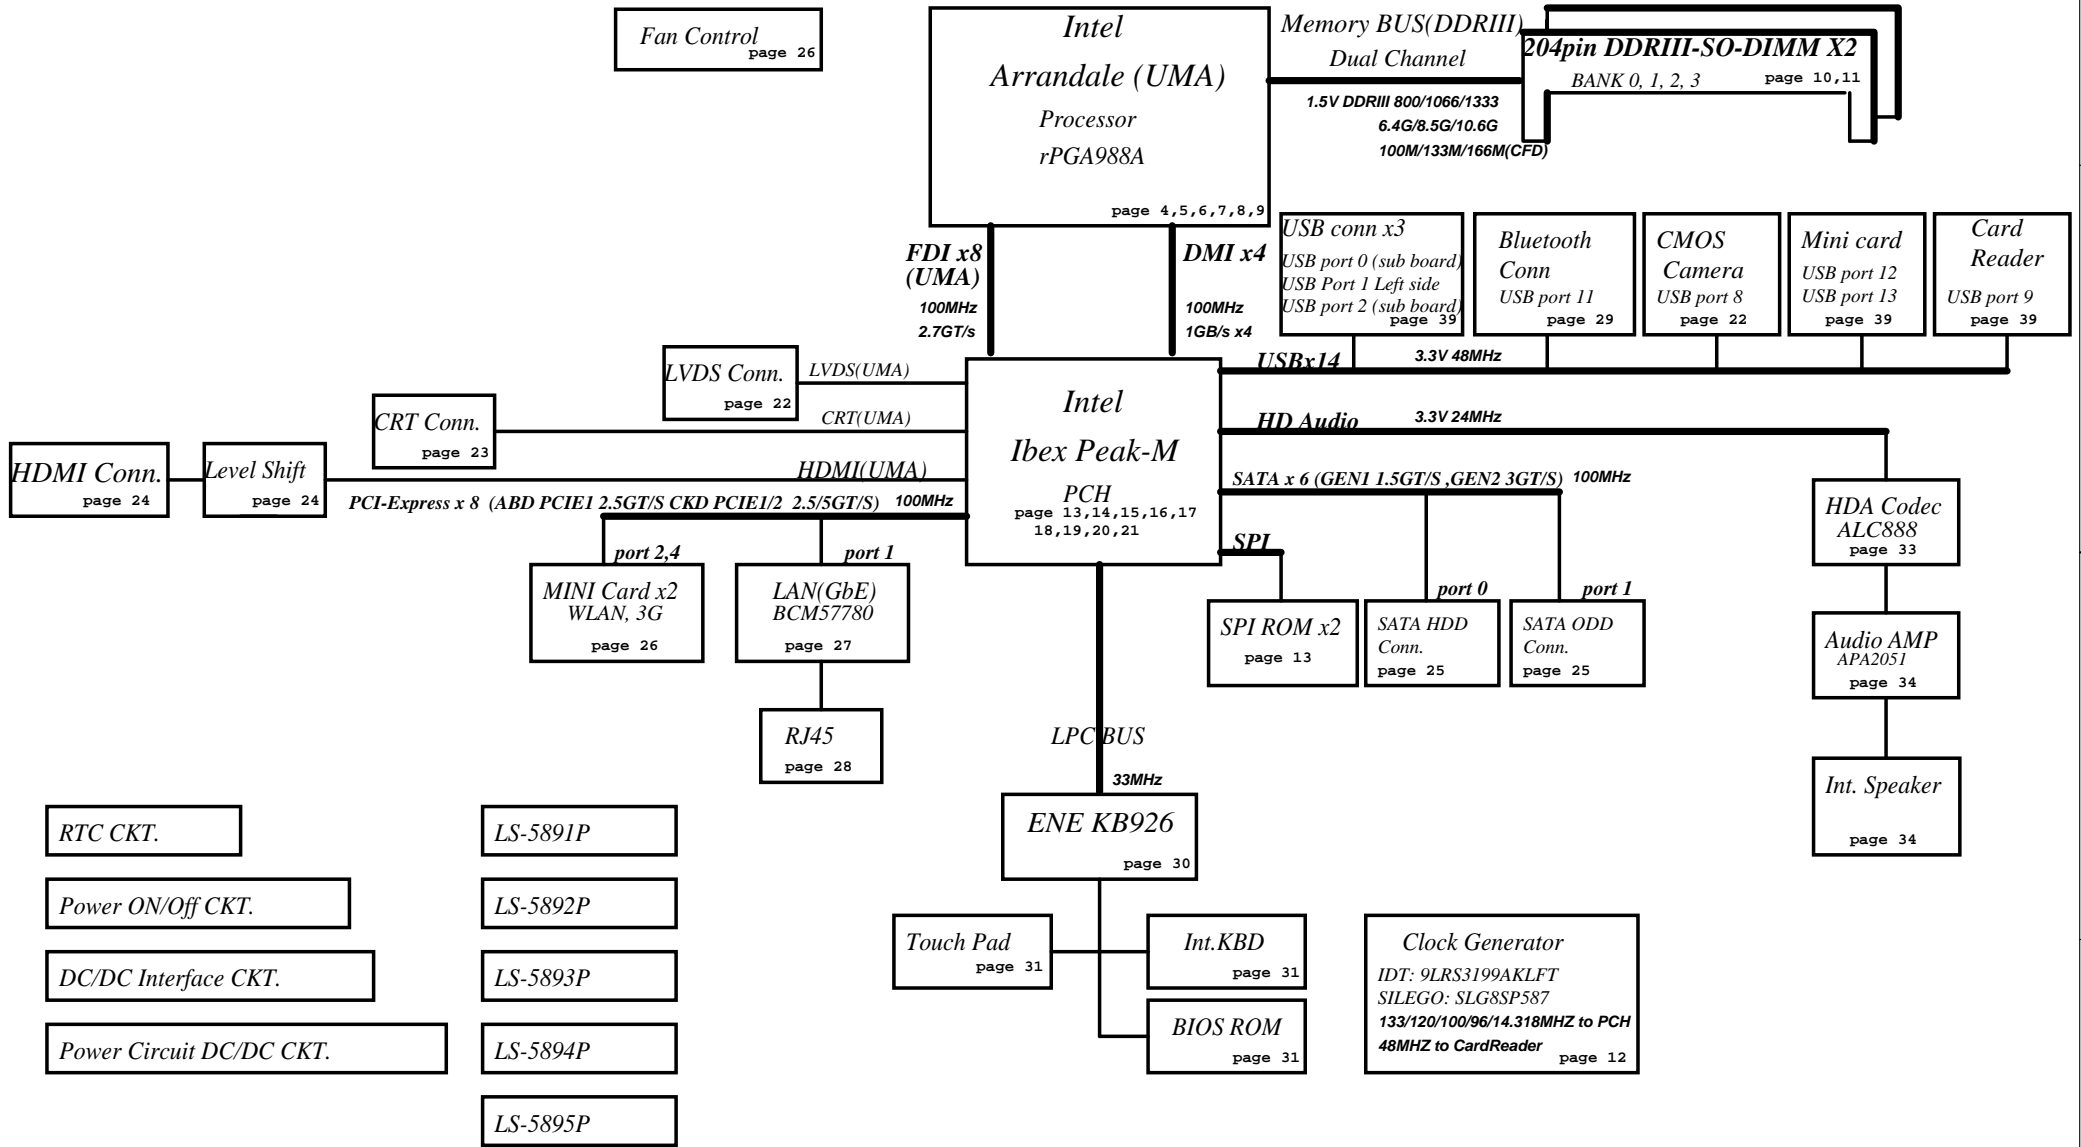 Fan Control
page 26
Intel
Arrandale (UMA)
Processor
rPGA988A
page 4,5,6,7,8,9
Memory BUS(DDRIII)
Dual Channel
1.5V DDRIII 800/1066/1333
6.4G/8.5G/10.6G
100M/133M/166M(CFD)
204pin DDRIII-SO-DIMM X2
BANK 0, 1, 2, 3
page 10,11
FDI x8
(UMA)
100MHz
2.7GT/s
DMI x4
100MHz
1GB/s x4
USB conn x3
USB port 0 (sub board)
USB Port 1 Left side
USB port 2 (sub board)
page 39
Bluetooth
Conn
USB port 11
page 29
CMOS
Camera
USB port 8
page 22
Mini card
USB port 12
USB port 13
page 39
Card
Reader
USB port 9
page 39
USBx14
3.3V 48MHz
LVDS Conn.
page 22
LVDS(UMA)
CRT Conn.
page 23
CRT(UMA)
HDMI Conn.
page 24
Level Shift
page 24
HDMI(UMA)
PCI-Express x 8 (ABD PCIE1 2.5GT/S CKD PCIE1/2 2.5/5GT/S)
100MHz
Intel
Ibex Peak-M
PCH
page 13,14,15,16,17
18,19,20,21
HD Audio
3.3V 24MHz
SATA x 6 (GEN1 1.5GT/S ,GEN2 3GT/S)
100MHz
SPI
HDA Codec
ALC888
page 33
port 2,4
MINI Card x2
WLAN, 3G
page 26
port 1
LAN(GbE)
BCM57780
page 27
SPI ROM x2
page 13
port 0
SATA HDD
Conn.
page 25
port 1
SATA ODD
Conn.
page 25
Audio AMP
APA2051
page 34
RJ45
page 28
LPC BUS
33MHz
Int. Speaker
page 34
ENE KB926
page 30
RTC CKT.
Power ON/Off CKT.
DC/DC Interface CKT.
Power Circuit DC/DC CKT.
LS-5891P
LS-5892P
LS-5893P
LS-5894P
LS-5895P
Touch Pad
page 31
Int.KBD
page 31
BIOS ROM
page 31
Clock Generator
IDT: 9LRS3199AKLFT
SILEGO: SLG8SP587
133/120/100/96/14.318MHZ to PCH
48MHZ to CardReader
page 12